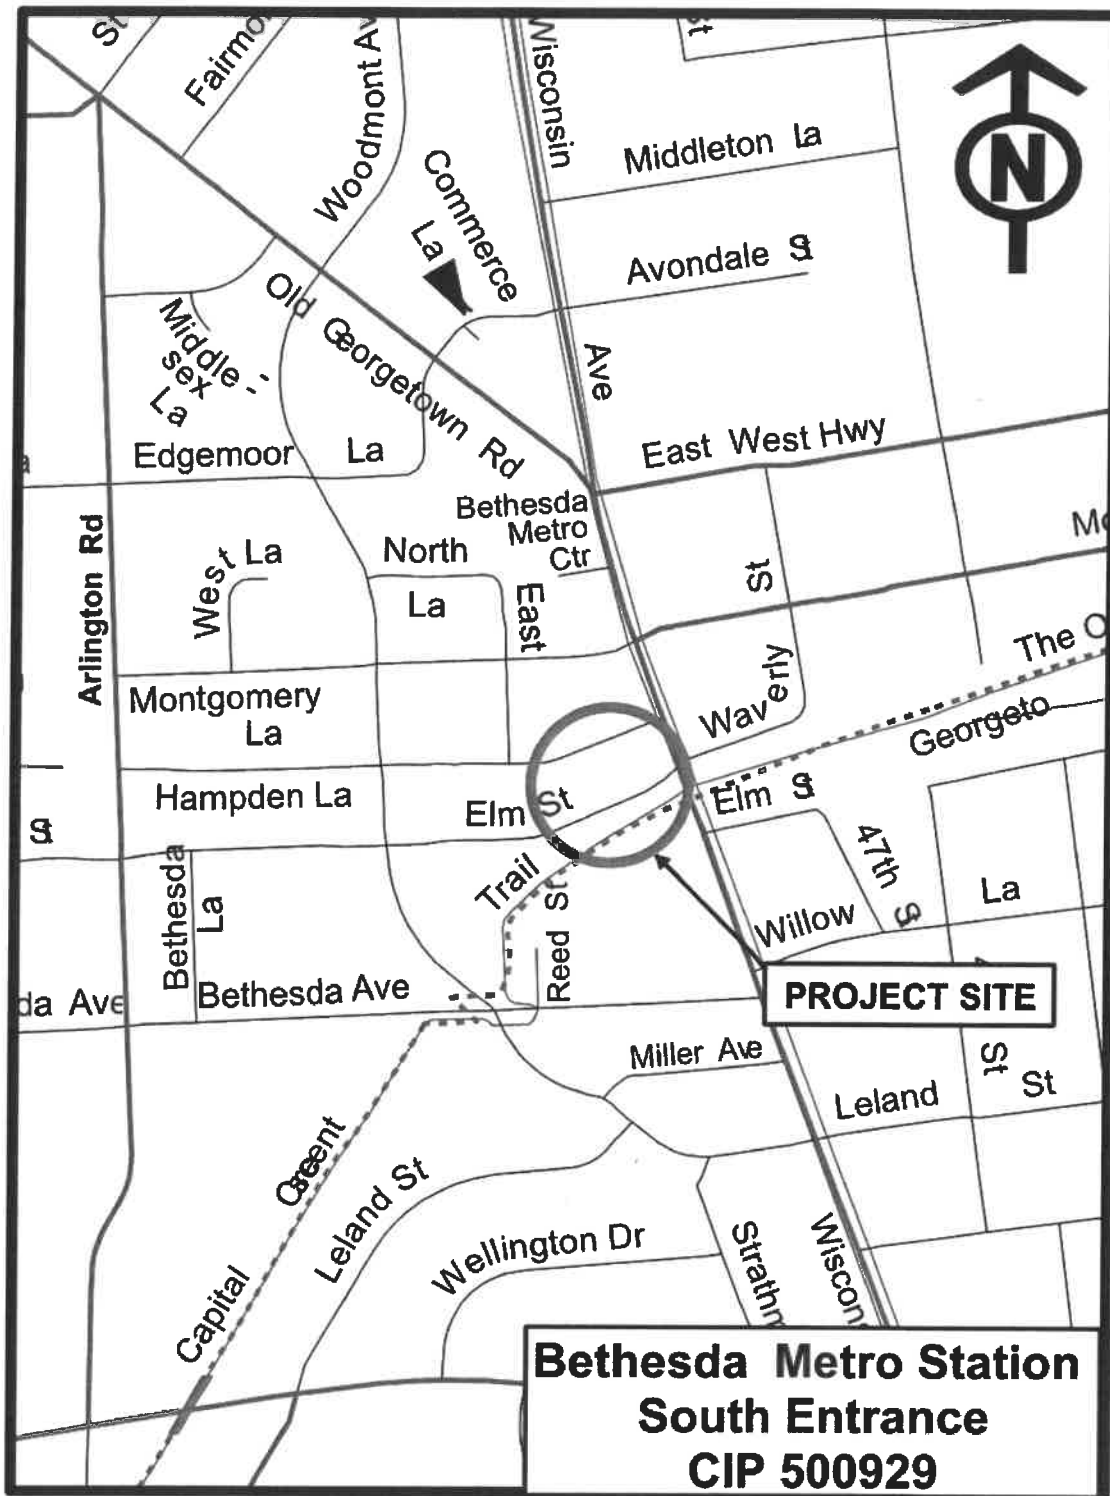 St
Fairmo
Woodmont Av
Wisconsin
St
Middleton La
N
Commerce
La
Avondale St
Old Georgetown Rd
Middle
sex
La
Ave
East West Hwy
Edgemoor La
Bethesda
Metro
Ctr
Arlington Rd
West La
North
La
East
St
Waverly
The O
Georgeto
Montgomery
La
Hampden La
Elm St
Elm St
St
47th St
Bethesda
La
Trail
Reed St
Willow
La
da Ave
Bethesda Ave
PROJECT SITE
Miller Ave
St
Leland
St
Crescent
Capital
Leland St
Wellington Dr
Strathm
Wiscon
Bethesda Metro Station
South Entrance
CIP 500929